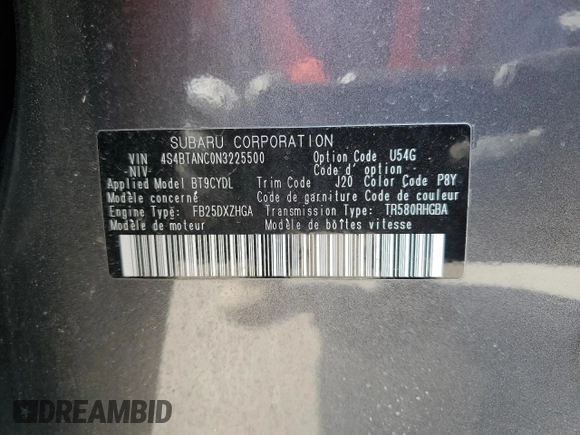 SUBARU CORPORATION
VIN 4S4BTANC0N3225500 Option Code U54G
-NIV- Code d' option
Applied Model BT9CYDL Trim Code J20 Color Code P8Y
Modèle concerné Code de garniture Code de couleur
Engine Type: FB25DXZHGA Transmission Type: TR580RHGBA
Modèle de moteur Modèle de bôîtes vitesse
DREAMBID